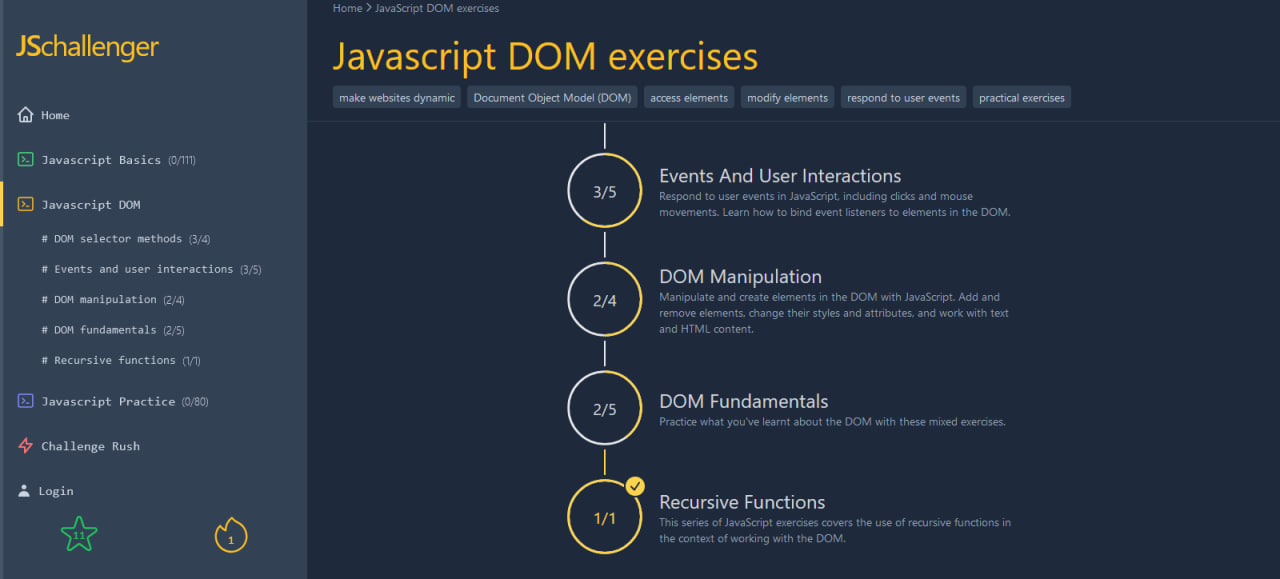 JSchallenger
Home
Javascript Basics (0/111)
Javascript DOM
# DOM selector methods (3/4)
# Events and user interactions (3/5)
# DOM manipulation (2/4)
# DOM fundamentals (2/5)
# Recursive functions (1/1)
Javascript Practice (0/80)
Challenge Rush
Login
11
1
Home > JavaScript DOM exercises
Javascript DOM exercises
make websites dynamic
Document Object Model (DOM)
access elements
modify elements
respond to user events
practical exercises
3/5
Events And User Interactions
Respond to user events in JavaScript, including clicks and mouse
movements. Learn how to bind event listeners to elements in the DOM.
2/4
DOM Manipulation
Manipulate and create elements in the DOM with JavaScript. Add and
remove elements, change their styles and attributes, and work with text
and HTML content.
2/5
DOM Fundamentals
Practice what you've learnt about the DOM with these mixed exercises.
1/1
Recursive Functions
This series of JavaScript exercises covers the use of recursive functions in
the context of working with the DOM.